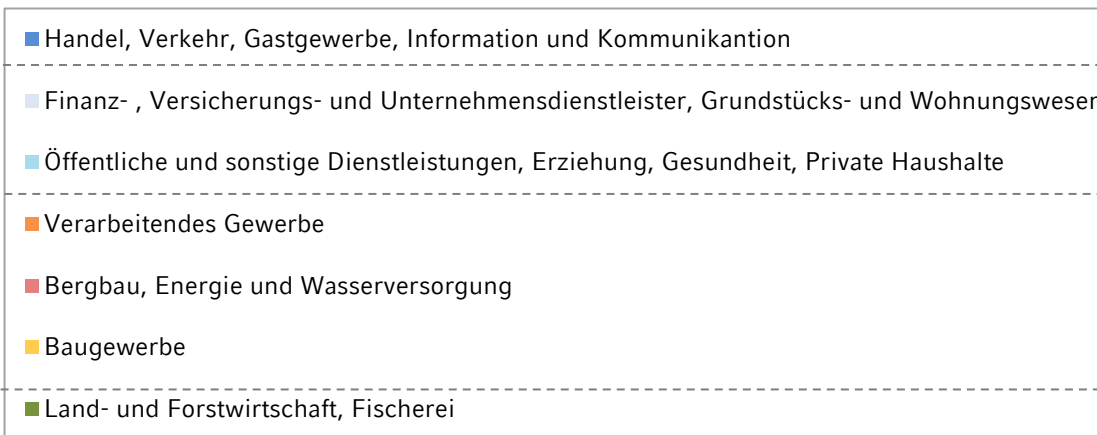 Handel, Verkehr, Gastgewerbe, Information und Kommunikantion
Finanz- , Versicherungs- und Unternehmensdienstleister, Grundstücks- und Wohnungsweser
Öffentliche und sonstige Dienstleistungen, Erziehung, Gesundheit, Private Haushalte
Verarbeitendes Gewerbe
Bergbau, Energie und Wasserversorgung
Baugewerbe
Land- und Forstwirtschaft, Fischerei